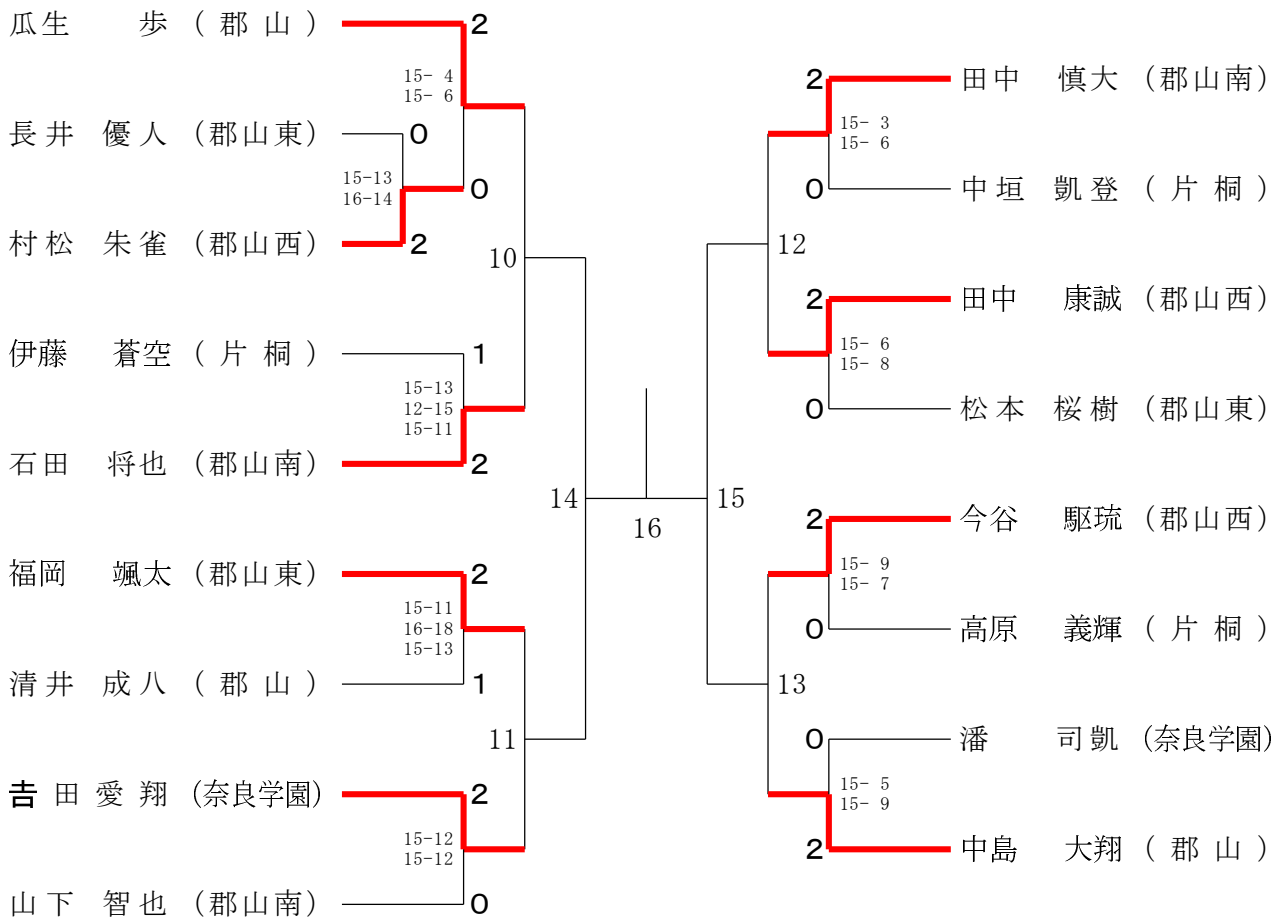 瓜生 歩 (郡山) 2
15- 4
15- 6
長井 優人 (郡山東) 0
15-13
16-14
0
村松 朱雀 (郡山西) 2
10
伊藤 蒼空 (片桐) 1
15-13
12-15
15-11
石田 将也 (郡山南) 2
14
福岡 颯太 (郡山東) 2
15-11
16-18
15-13
清井 成八 (郡山) 1
11
𠮷田愛翔 (奈良学園) 2
15-12
15-12
山下 智也 (郡山南) 0
16
2 田中 慎大 (郡山南)
15- 3
15- 6
0 中垣 凱登 (片桐)
12
2 田中 康誠 (郡山西)
15- 6
15- 8
0 松本 桜樹 (郡山東)
15
2 今谷 駆琉 (郡山西)
15- 9
15- 7
0 高原 義輝 (片桐)
13
0 潘 司凱 (奈良学園)
15- 5
15- 9
2 中島 大翔 (郡山)